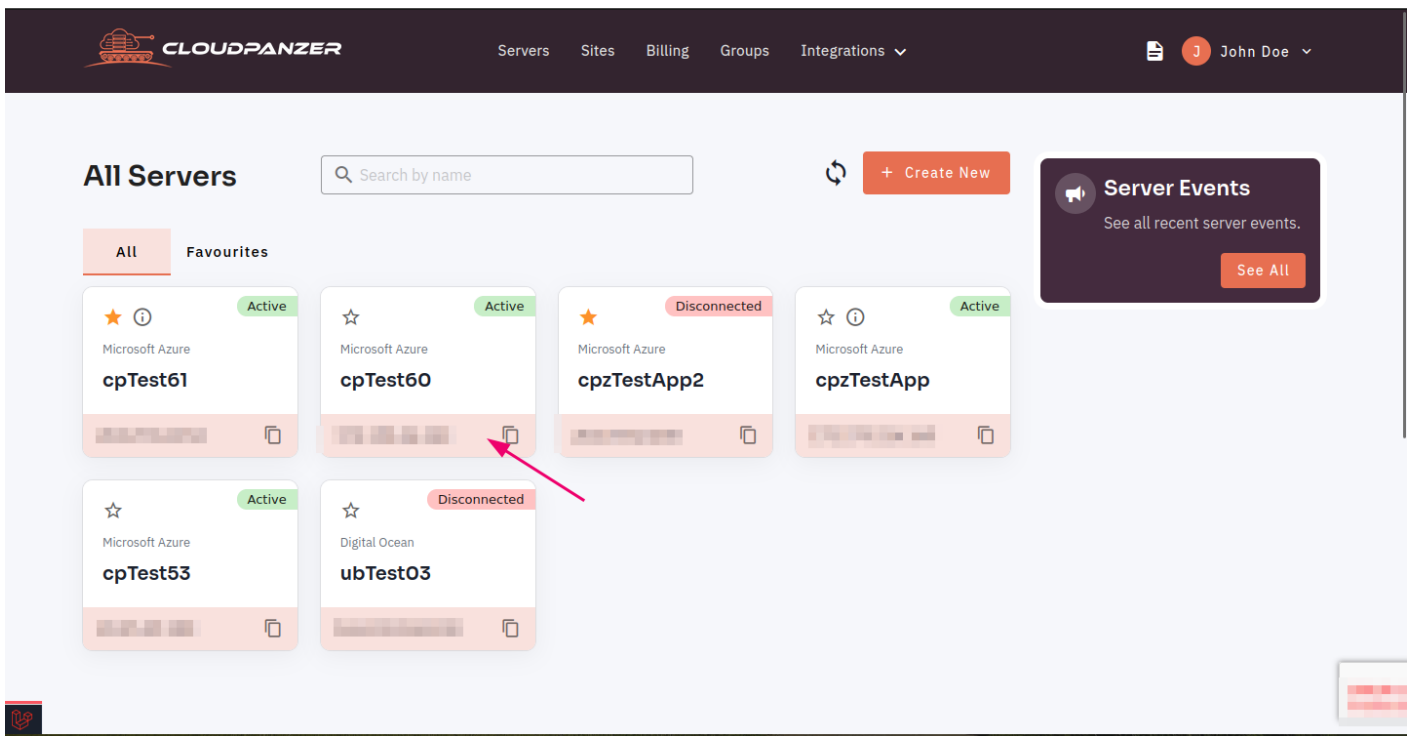 CLOUDPANZER
Servers Sites Billing Groups Integrations
J John Doe
All Servers
Search by name
+ Create New
Server Events
See all recent server events.
See All
All Favourites
Active
Microsoft Azure
cpTest61
Active
Microsoft Azure
cpTest60
Disconnected
Microsoft Azure
cpzTestApp2
Active
Microsoft Azure
cpzTestApp
Active
Microsoft Azure
cpTest53
Disconnected
Digital Ocean
ubTest03